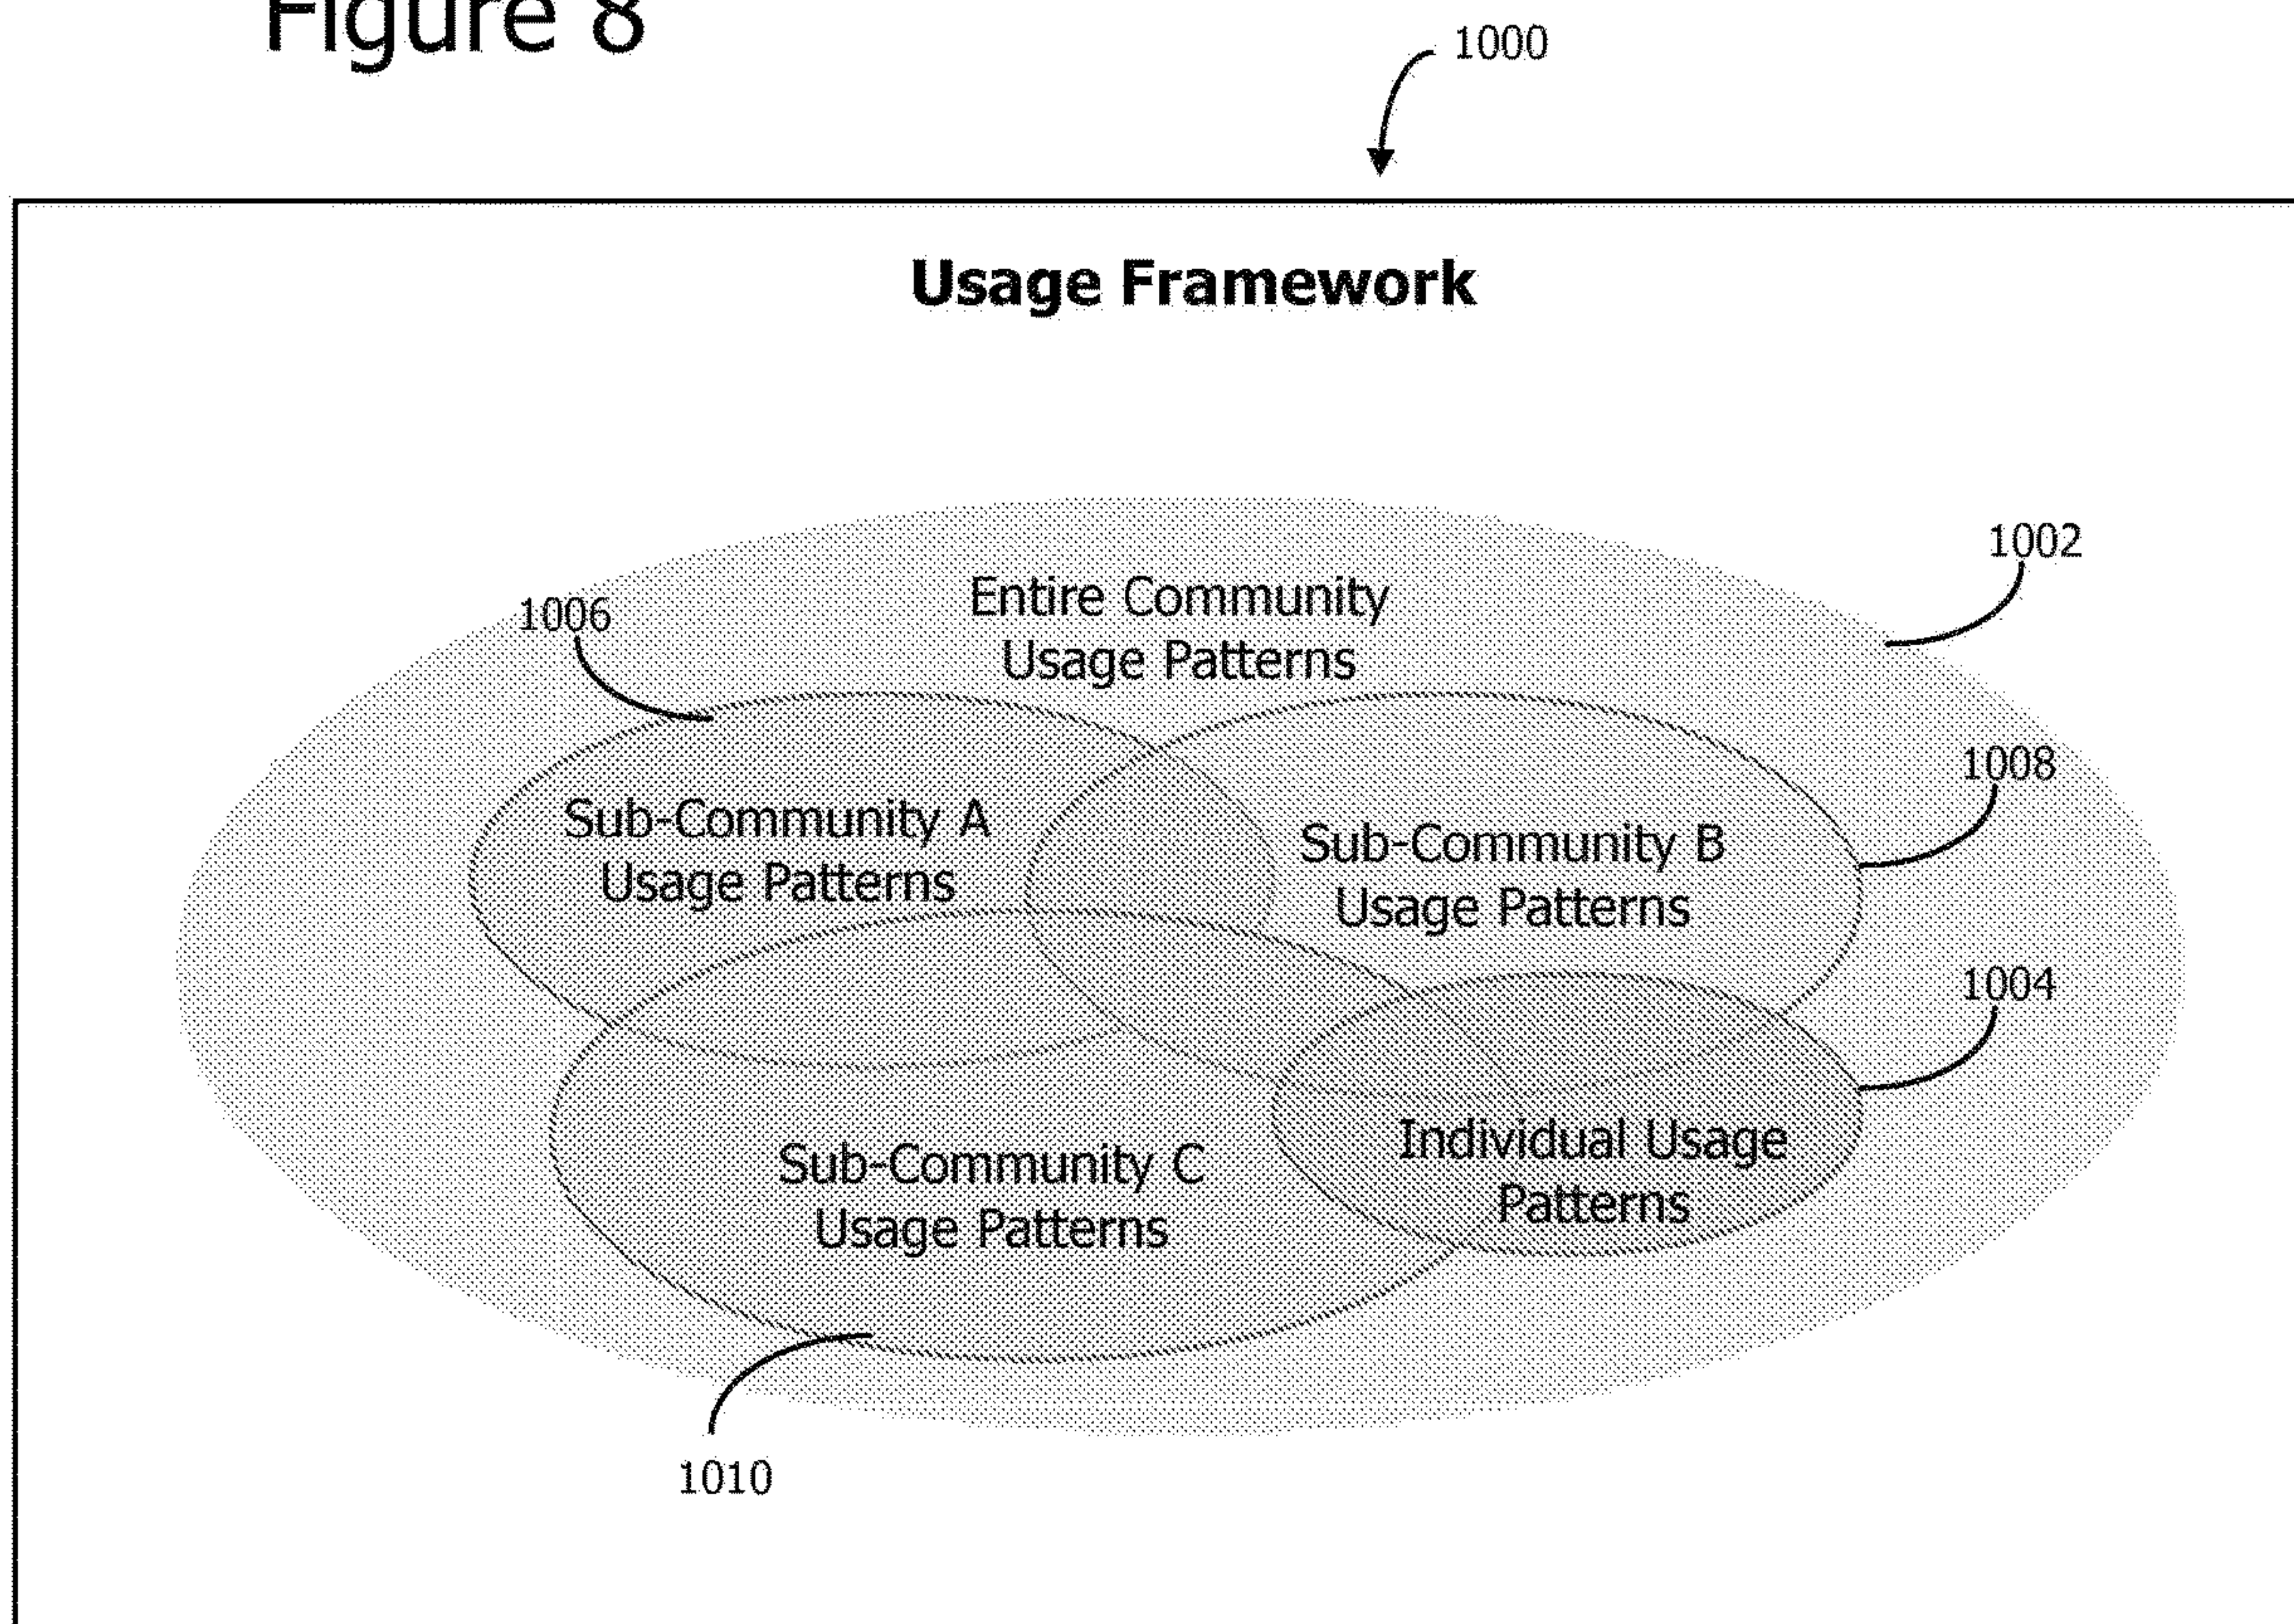 Figure 8
1000
Usage Framework
1002
Entire Community
Usage Patterns
1006
1008
Sub-Community A
Usage Patterns
Sub-Community B
Usage Patterns
1004
Individual Usage
Patterns
Sub-Community C
Usage Patterns
1010